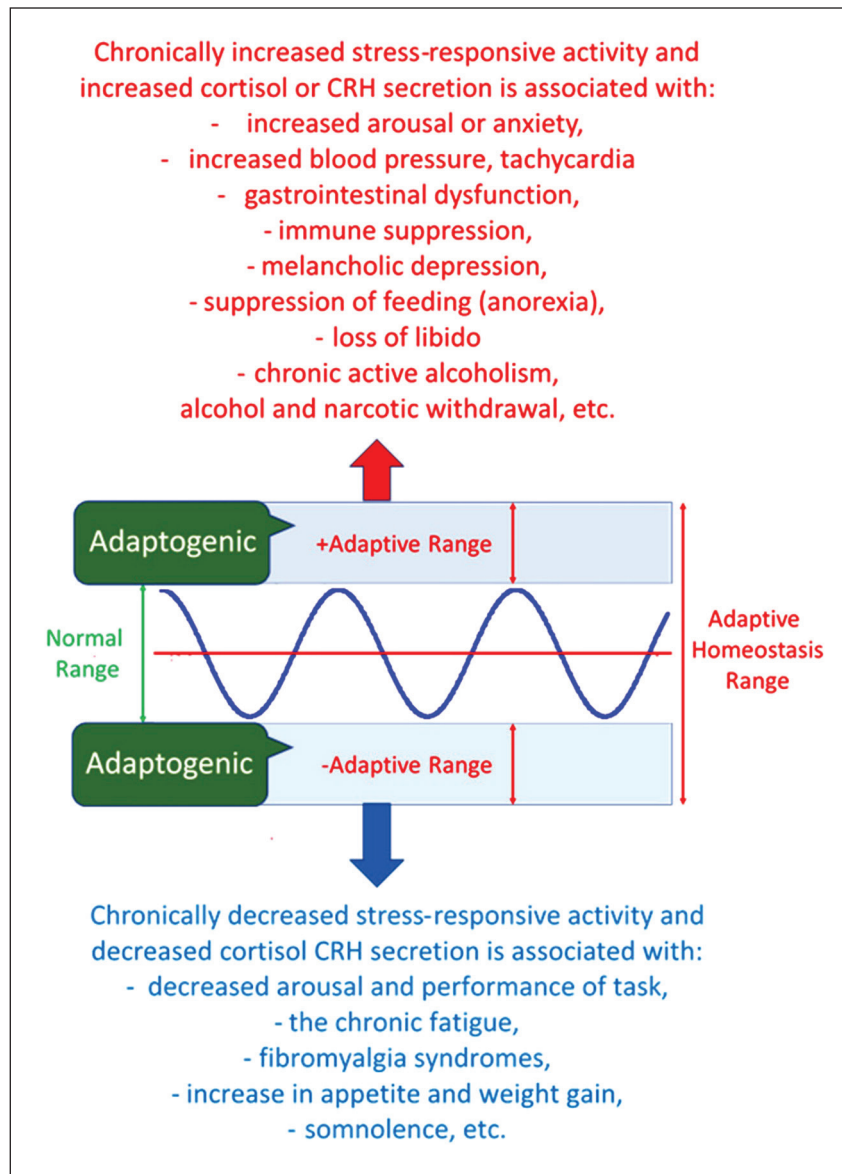 Chronically increased stress-responsive activity and
increased cortisol or CRH secretion is associated with:
- increased arousal or anxiety,
- increased blood pressure, tachycardia
- gastrointestinal dysfunction,
- immune suppression,
- melancholic depression,
- suppression of feeding (anorexia),
- loss of libido
- chronic active alcoholism,
alcohol and narcotic withdrawal, etc.
Adaptogenic
+Adaptive Range
Normal
Range
Adaptive
Homeostasis
Range
Adaptogenic
-Adaptive Range
Chronically decreased stress-responsive activity and
decreased cortisol CRH secretion is associated with:
- decreased arousal and performance of task,
- the chronic fatigue,
- fibromyalgia syndromes,
- increase in appetite and weight gain,
- somnolence, etc.